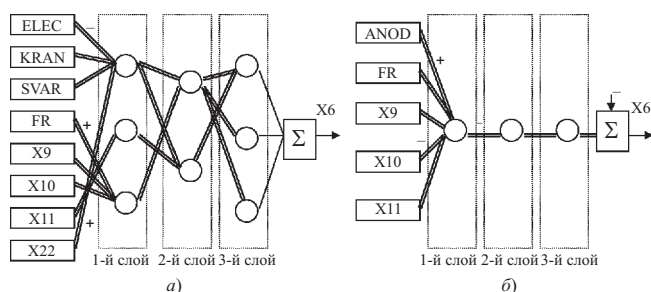 ELEC
KRAN
SVAR
FR
X9
X10
X11
X22
–
+
+
Σ
X6
1-й слой 2-й слой 3-й слой
а)
ANOD
FR
X9
X10
X11
+
–
–
–
Σ
X6
1-й слой 2-й слой 3-й слой
б)